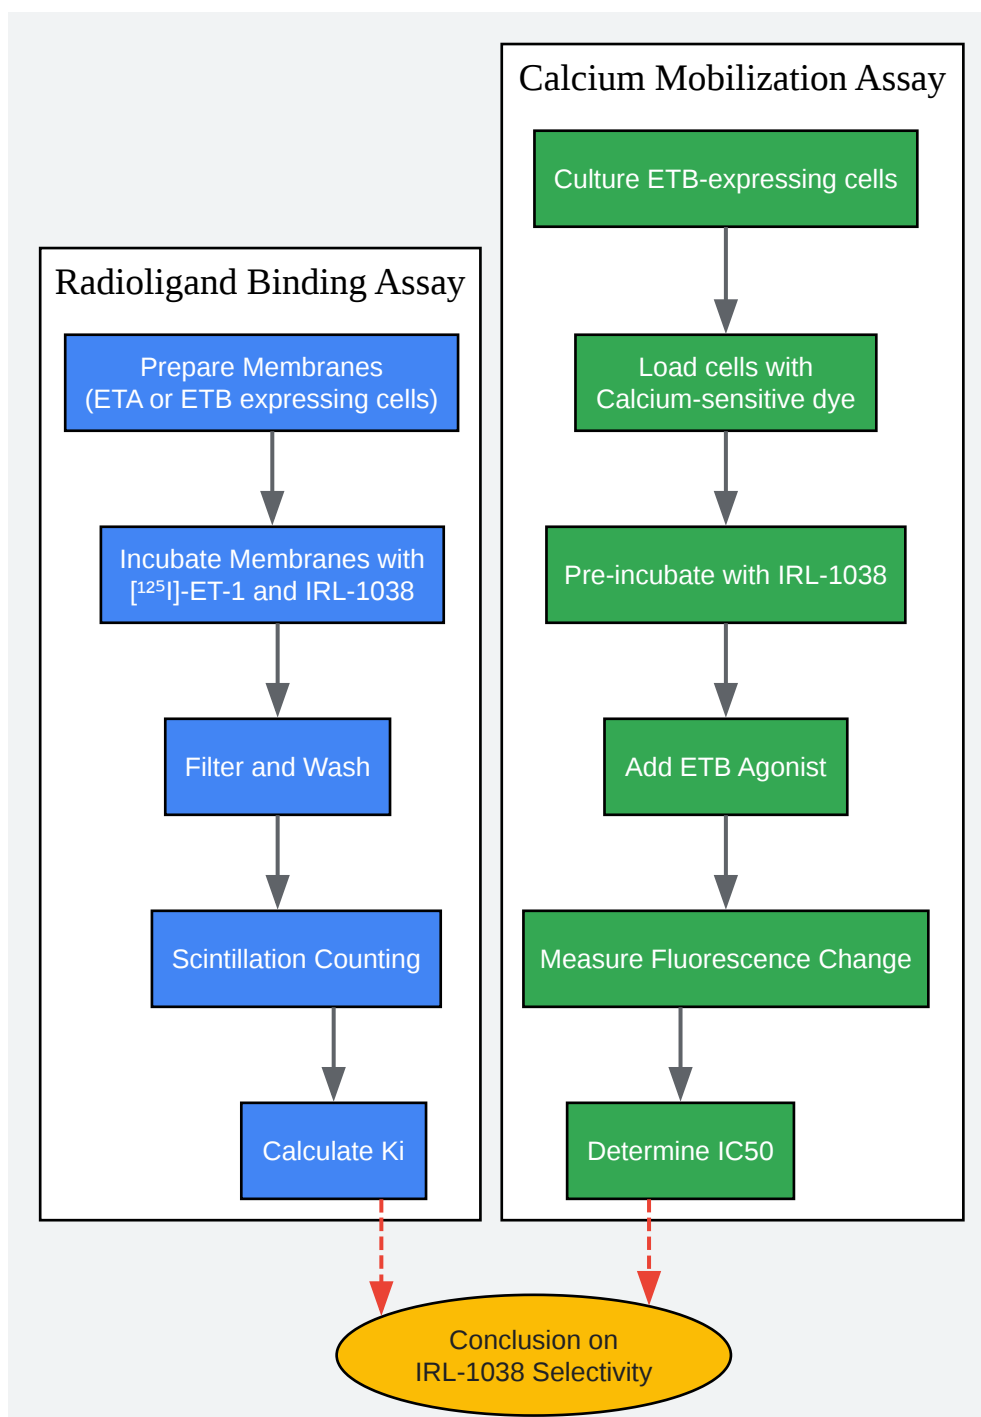 Radioligand Binding Assay
Prepare Membranes
(ETA or ETB expressing cells)
Incubate Membranes with
[¹²⁵I]-ET-1 and IRL-1038
Filter and Wash
Scintillation Counting
Calculate Ki
Calcium Mobilization Assay
Culture ETB-expressing cells
Load cells with
Calcium-sensitive dye
Pre-incubate with IRL-1038
Add ETB Agonist
Measure Fluorescence Change
Determine IC50
Conclusion on
IRL-1038 Selectivity